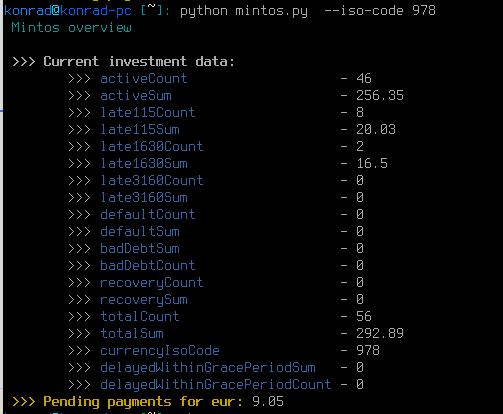 konrad@konrad-pc [~]: python mintos.py --iso-code 978
Mintos overview
>>> Current investment data:
>>> activeCount - 46
>>> activeSum - 256.35
>>> late115Count - 8
>>> late115Sum - 20.03
>>> late1630Count - 2
>>> late1630Sum - 16.5
>>> late3160Count - 0
>>> late3160Sum - 0
>>> defaultCount - 0
>>> defaultSum - 0
>>> badDebtSum - 0
>>> badDebtCount - 0
>>> recoveryCount - 0
>>> recoverySum - 0
>>> totalCount - 56
>>> totalSum - 292.89
>>> currencyIsoCode - 978
>>> delayedWithinGracePeriodSum - 0
>>> delayedWithinGracePeriodCount - 0
>>> Pending payments for eur: 9.05